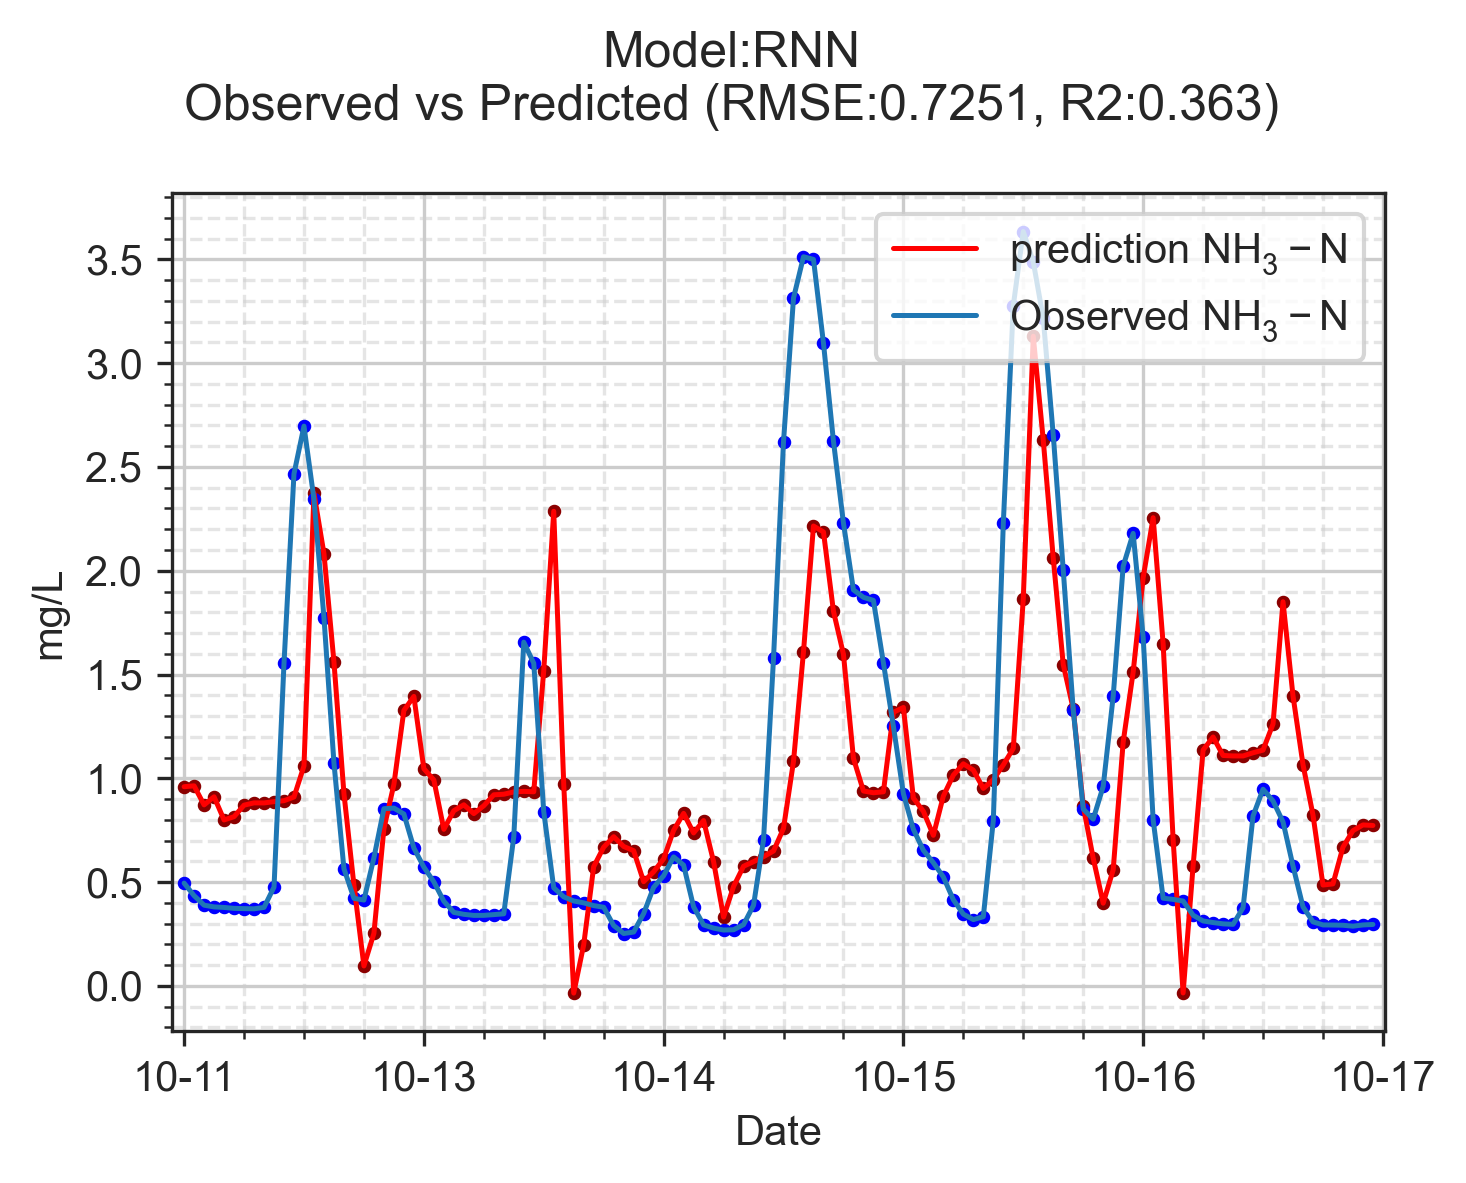 Model:RNN
Observed vs Predicted (RMSE:0.7251, R2:0.363)
prediction NH₃ − N
Observed NH₃ − N
3.5
3.0
2.5
2.0
1.5
1.0
0.5
0.0
mg/L
10-11 10-13 10-14 10-15 10-16 10-17
Date